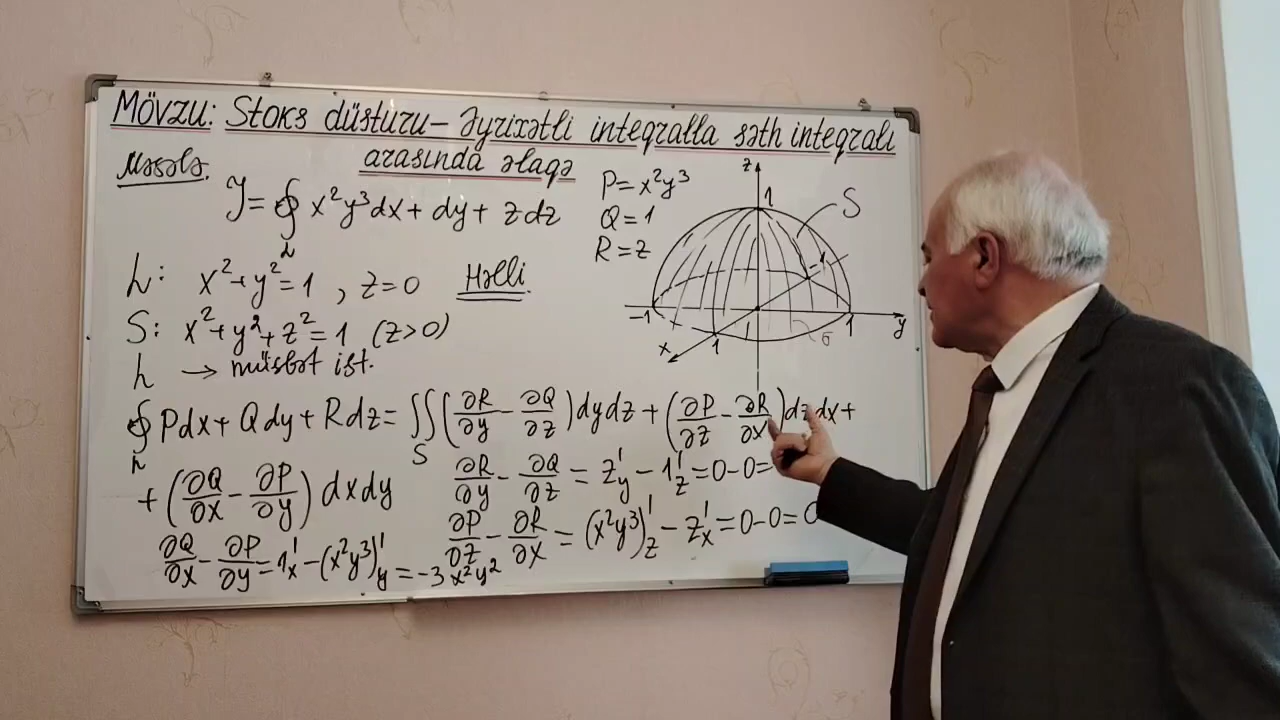 Mövzu: Stoks düsturu – Əyrixətli inteqralla səth inteqralı
arasında əlaqə
Məsələ.
J = ∮ x²y³dx + dy + zdz
L
P = x²y³
Q = 1
R = z
L: x² + y² = 1 , z = 0
Həlli
S: x² + y² + z² = 1 (z>0)
L → müsbət ist.
z
1
S
1
-1
1
1
y
x
σ
∮ Pdx + Qdy + Rdz = ∬ (∂R/∂y - ∂Q/∂z) dydz + (∂P/∂z - ∂R/∂x) dzdx +
L
S
+ (∂Q/∂x - ∂P/∂y) dxdy
∂R/∂y - ∂Q/∂z = z'y - 1'z = 0-0=
∂P/∂z - ∂R/∂x = (x²y³)'z - z'x = 0-0= 0
∂Q/∂x - ∂P/∂y = 1'x - (x²y³)'y = -3x²y²